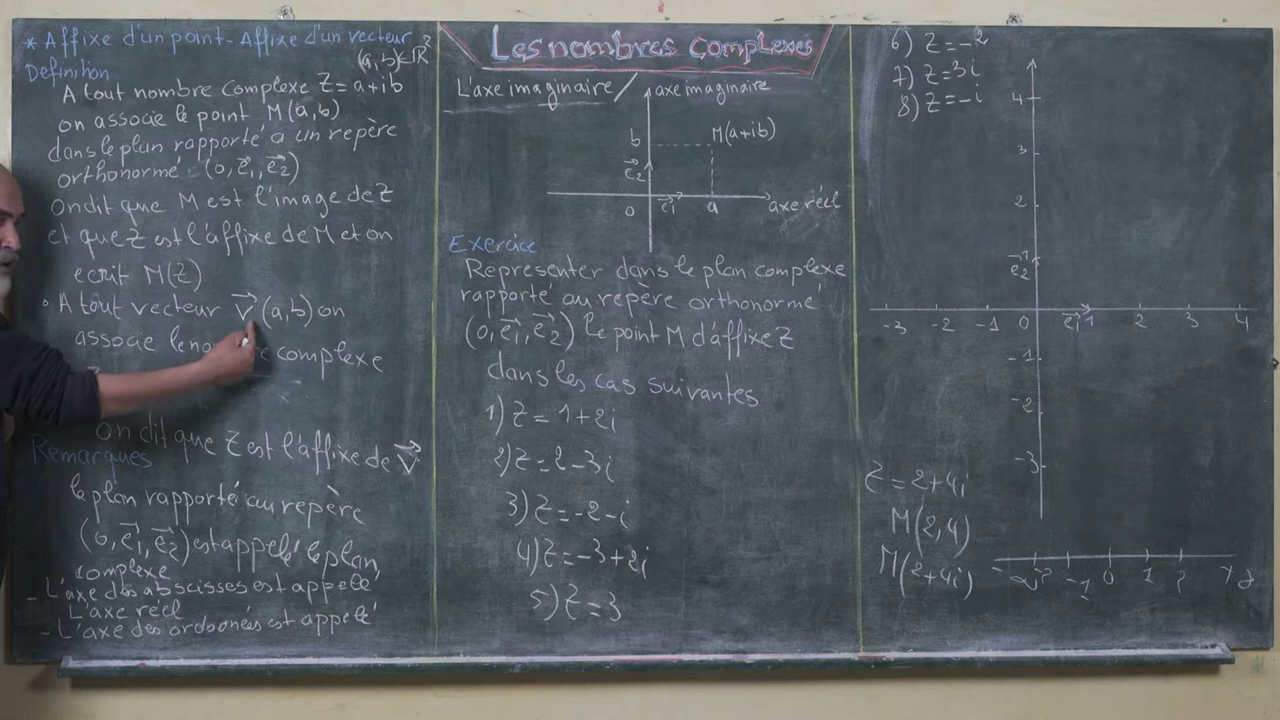 * Affixe d'un point - Affixe d'un vecteur
Definition
(a,b)∈ℝ²
A tout nombre complexe Z = a+ib
on associe le point M(a,b)
dans le plan rapporté à un repère
orthonormé (0,e₁,e₂)
on dit que M est l'image de Z
et que Z est l'affixe de M et on
ecrit M(Z)
° A tout vecteur V(a,b) on
associe le complexe
on dit que Z est l'affixe de V
Remarques
le plan rapporté au repère
(0,e₁,e₂) est appelé le plan
complexe
- L'axe des abscisses est appelé
L'axe réel
- L'axe des ordonnées est appelé
Les nombres complexes
L'axe imaginaire /
axe imaginaire
b
M(a+ib)
e₂
0 e₁ a axe réel
Exercice
Representer dans le plan complexe
rapporté au repère orthonormé
(0,e₁,e₂) le point M d'affixe Z
dans les cas suivantes
1) Z = 1+2i
2) Z = 2-3i
3) Z = -2-i
4) Z = -3+2i
5) Z = 3
6) Z = -2
7) Z = 3i
8) Z = -i
4
3
2
e₂ 1
-3 -2 -1 0 e₁ 1 2 3 4
-1
-2
-3
Z = 2+4i
M(2,4)
M(2+4i)
-1 0 1 2